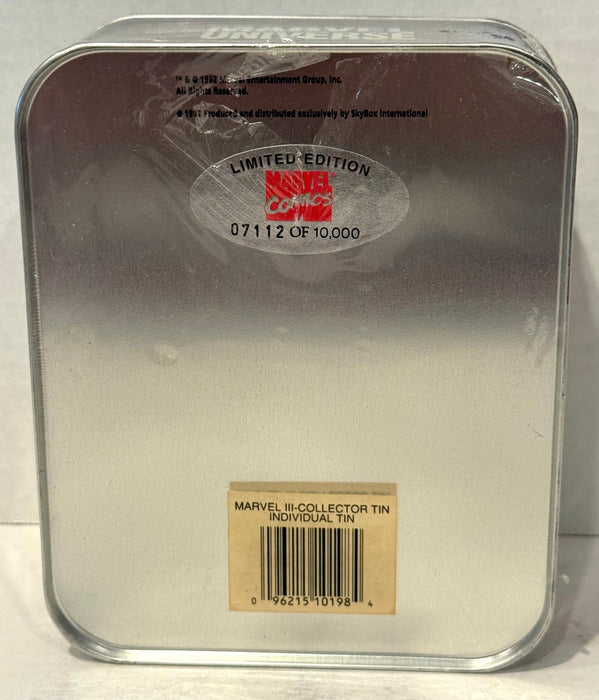 UNIVERSE
™ & © 1992 Marvel Entertainment Group, Inc.
All Rights Reserved.
© 1992 Produced and distributed exclusively by SkyBox International
LIMITED EDITION
MARVEL
COMICS
07112 OF 10,000
MARVEL III-COLLECTOR TIN
INDIVIDUAL TIN
0 96215 10198 4